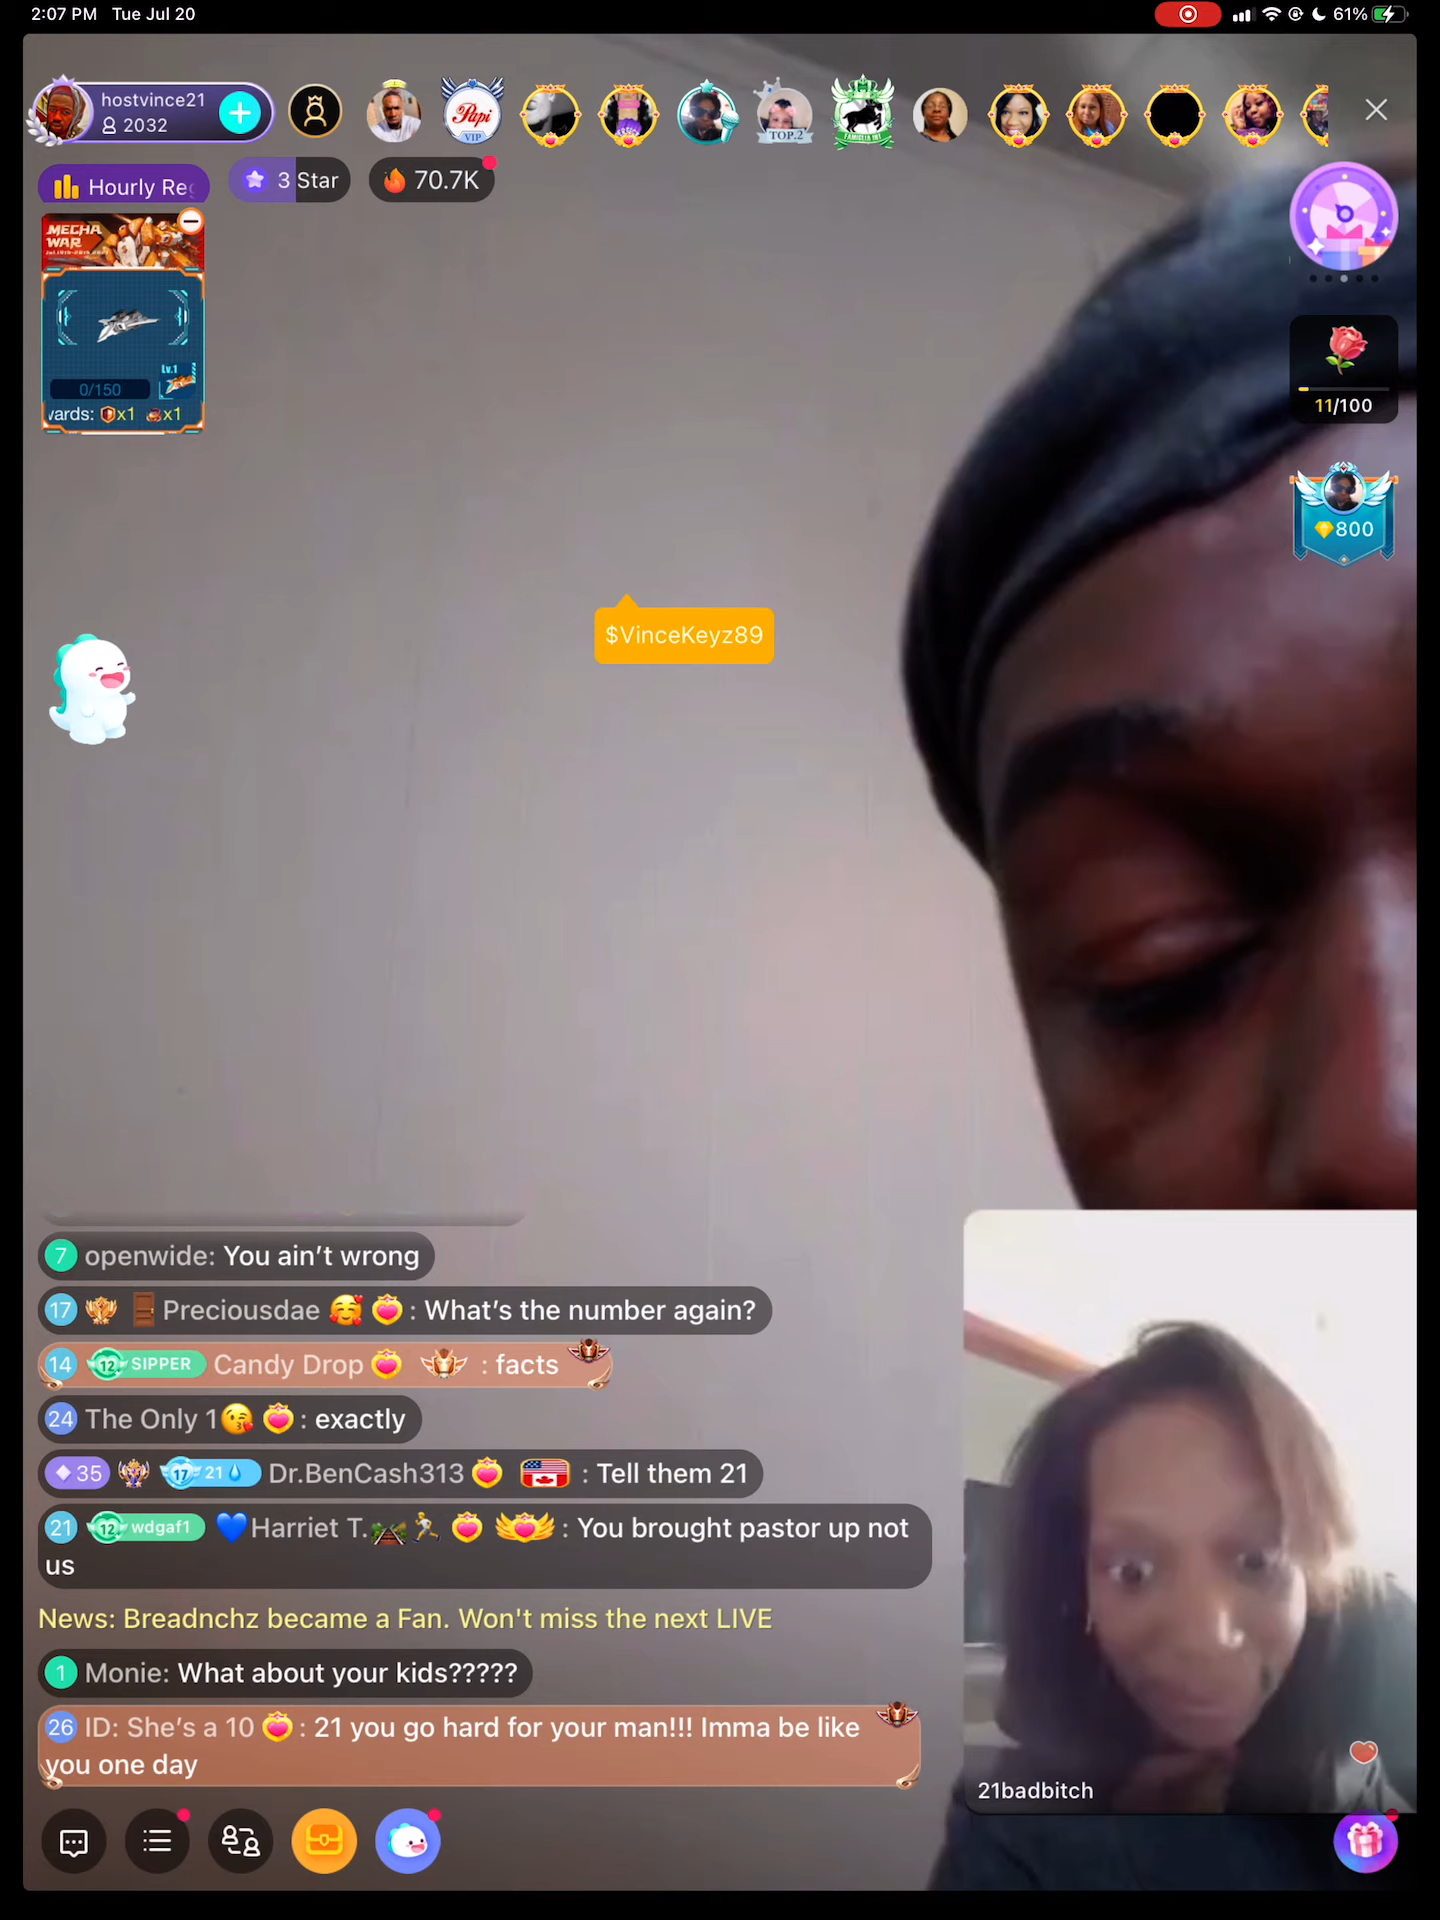 2:07 PM Tue Jul 20
61%
hostvince21
2032
Papi
VIP
TOP.2
Hourly Re
3 Star
70.7K
MECHA
WAR
Lv.1
0/150
vards: x1 x1
11/100
800
$VinceKeyz89
7 openwide: You ain’t wrong
17 Preciousdae 🥰 : What’s the number again?
14 12 SIPPER Candy Drop : facts
24 The Only 1😘 : exactly
35 17 21💧 Dr.BenCash313 : Tell them 21
21 12 wdgaf1 💙Harriet T.🛤️🏃 : You brought pastor up not
us
News: Breadnchz became a Fan. Won't miss the next LIVE
1 Monie: What about your kids?????
26 ID: She’s a 10 : 21 you go hard for your man!!! Imma be like
you one day
21badbitch